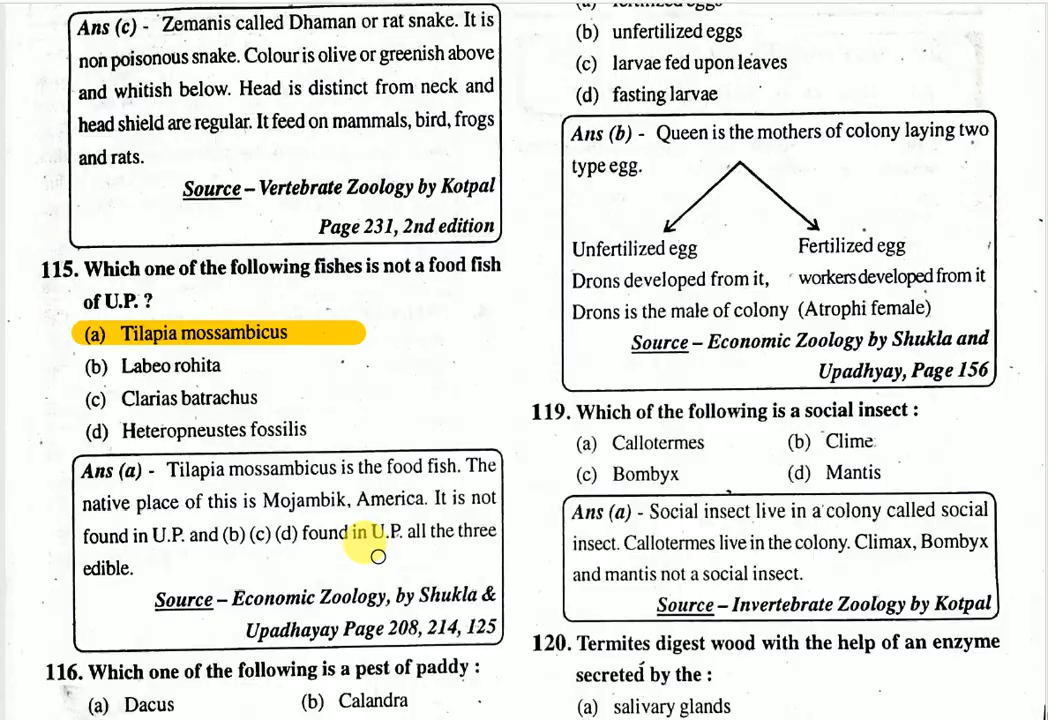 Ans (c) - Zemanis called Dhaman or rat snake. It is
non poisonous snake. Colour is olive or greenish above
and whitish below. Head is distinct from neck and
head shield are regular. It feed on mammals, bird, frogs
and rats.
Source – Vertebrate Zoology by Kotpal
Page 231, 2nd edition
115. Which one of the following fishes is not a food fish
of U.P. ?
(a) Tilapia mossambicus
(b) Labeo rohita
(c) Clarias batrachus
(d) Heteropneustes fossilis
Ans (a) - Tilapia mossambicus is the food fish. The
native place of this is Mojambik, America. It is not
found in U.P. and (b) (c) (d) found in U.P. all the three
edible.
Source – Economic Zoology, by Shukla &
Upadhayay Page 208, 214, 125
116. Which one of the following is a pest of paddy :
(a) Dacus (b) Calandra
(b) unfertilized eggs
(c) larvae fed upon leaves
(d) fasting larvae
Ans (b) - Queen is the mothers of colony laying two
type egg.
Unfertilized egg Fertilized egg
Drons developed from it, workers developed from it
Drons is the male of colony (Atrophi female)
Source – Economic Zoology by Shukla and
Upadhyay, Page 156
119. Which of the following is a social insect :
(a) Callotermes (b) Clime
(c) Bombyx (d) Mantis
Ans (a) - Social insect live in a colony called social
insect. Callotermes live in the colony. Climax, Bombyx
and mantis not a social insect.
Source – Invertebrate Zoology by Kotpal
120. Termites digest wood with the help of an enzyme
secreted by the :
(a) salivary glands